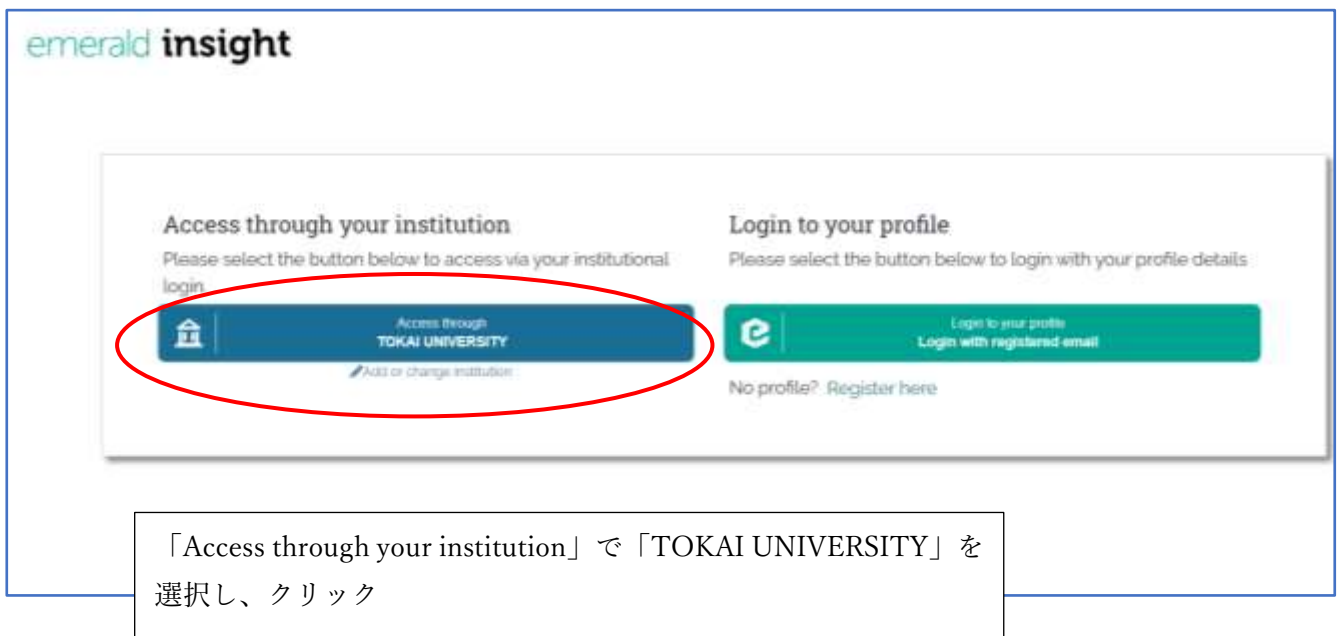 emerald insight
Access through your institution
Please select the button below to access via your institutional
login
Access through
TOKAI UNIVERSITY
Add or change institution
Login to your profile
Please select the button below to login with your profile details
Login to your profile
Login with registered email
No profile? Register here
「Access through your institution」で「TOKAI UNIVERSITY」を
選択し、クリック